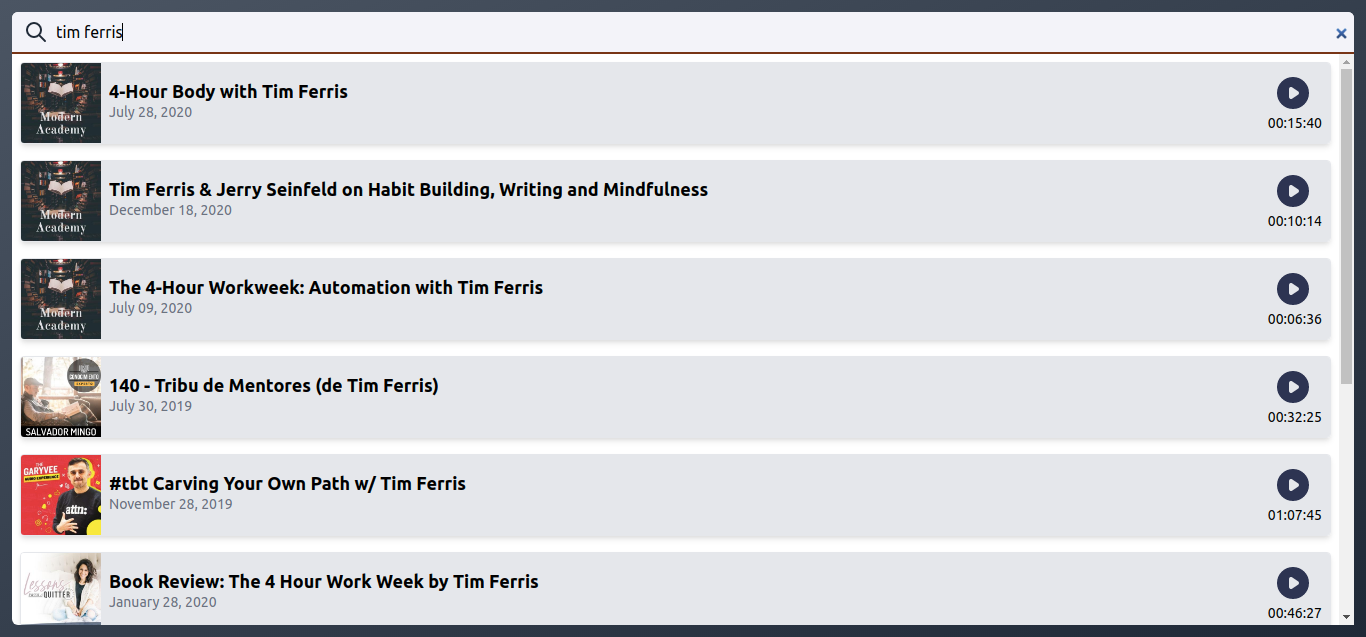 tim ferris
Modern
Academy
4-Hour Body with Tim Ferris
July 28, 2020
00:15:40
Modern
Academy
Tim Ferris & Jerry Seinfeld on Habit Building, Writing and Mindfulness
December 18, 2020
00:10:14
Modern
Academy
The 4-Hour Workweek: Automation with Tim Ferris
July 09, 2020
00:06:36
CONOCIMIENTO
SALVADOR MINGO
140 - Tribu de Mentores (de Tim Ferris)
July 30, 2019
00:32:25
THE
GARYVEE
AUDIO EXPERIENCE
attn:
#tbt Carving Your Own Path w/ Tim Ferris
November 28, 2019
01:07:45
Lessons
QUITTER
Book Review: The 4 Hour Work Week by Tim Ferris
January 28, 2020
00:46:27